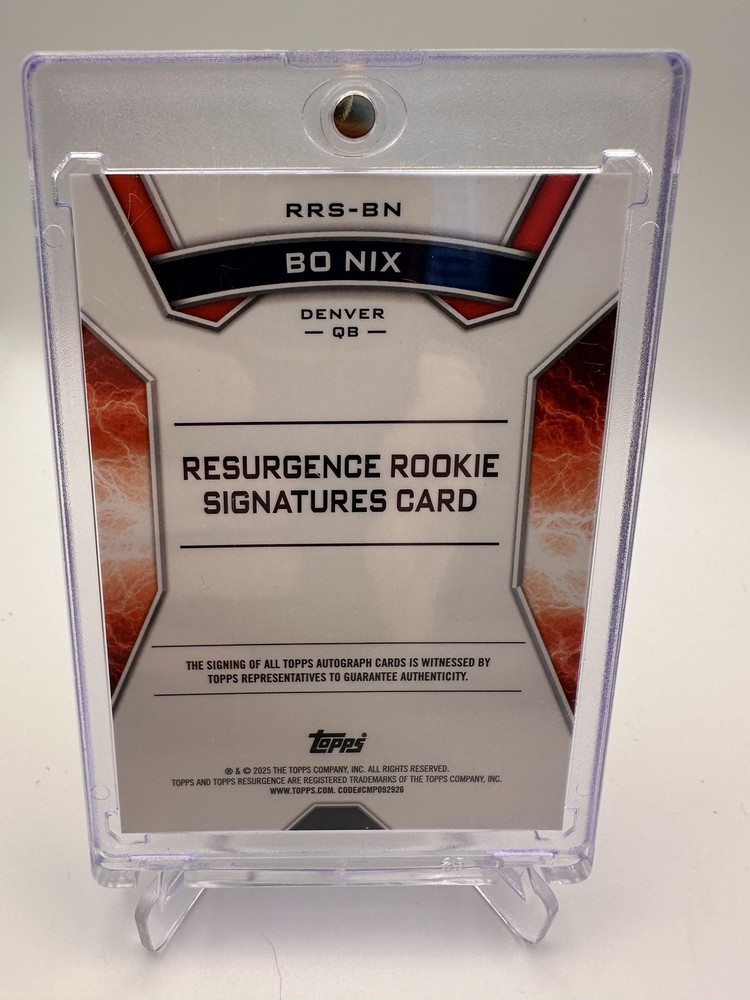 RRS-BN
BO NIX
DENVER
— QB —
RESURGENCE ROOKIE
SIGNATURES CARD
THE SIGNING OF ALL TOPPS AUTOGRAPH CARDS IS WITNESSED BY
TOPPS REPRESENTATIVES TO GUARANTEE AUTHENTICITY.
topps
® & © 2025 THE TOPPS COMPANY, INC. ALL RIGHTS RESERVED.
TOPPS AND TOPPS RESURGENCE ARE REGISTERED TRADEMARKS OF THE TOPPS COMPANY, INC.
WWW.TOPPS.COM. CODE#CMP092926